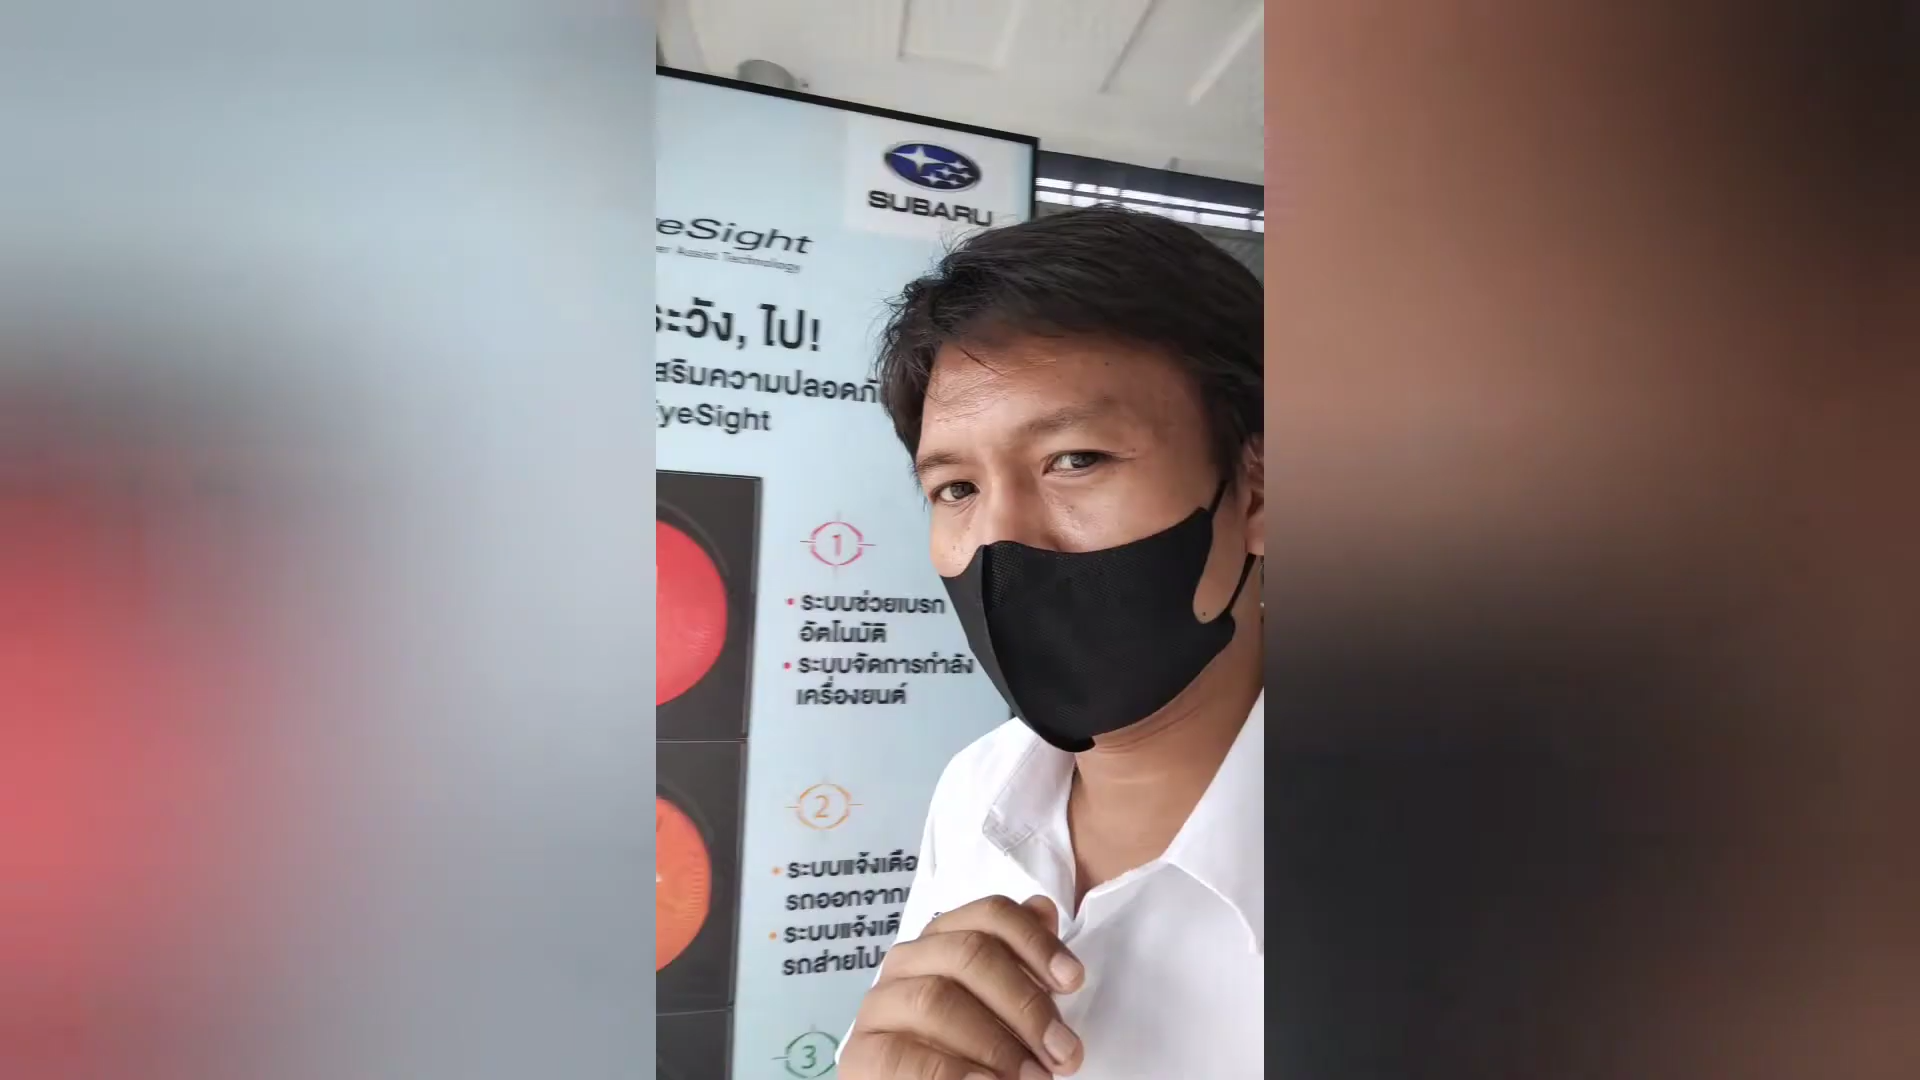 SUBARU
eSight
Assist Technology
ระวัง, ไป!
สริมความปลอดภั
EyeSight
1
• ระบบช่วยเบรก
อัตโนมัติ
• ระบบจัดการกำลัง
เครื่องยนต์
2
• ระบบแจ้งเตือ
รถออกจาก
• ระบบแจ้งเตื
รถส่ายไป
3